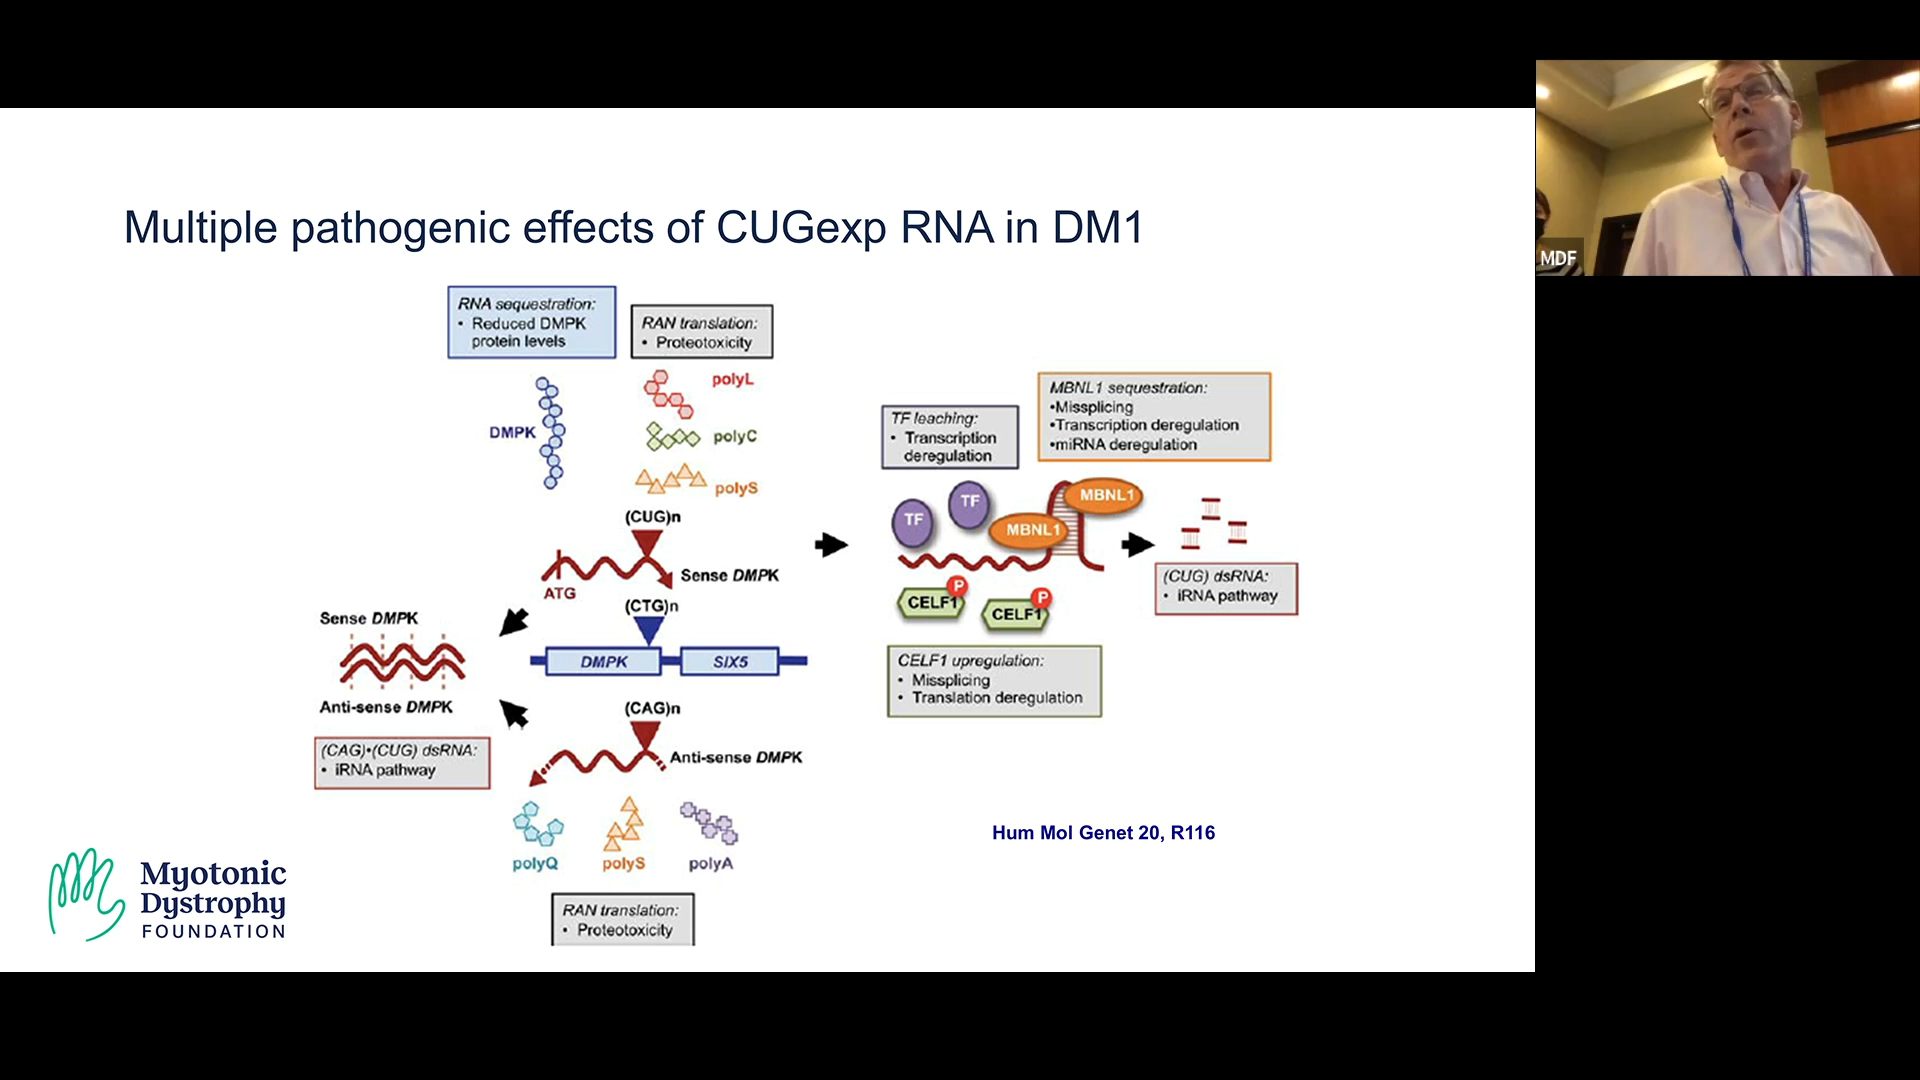 Multiple pathogenic effects of CUGexp RNA in DM1
RNA sequestration:
• Reduced DMPK
protein levels
RAN translation:
• Proteotoxicity
polyL
DMPK
polyC
polyS
(CUG)n
ATG
Sense DMPK
(CTG)n
DMPK
SIX5
Sense DMPK
Anti-sense DMPK
(CAG)•(CUG) dsRNA:
• iRNA pathway
(CAG)n
Anti-sense DMPK
polyQ
polyS
polyA
RAN translation:
• Proteotoxicity
TF leaching:
• Transcription
deregulation
MBNL1 sequestration:
•Missplicing
•Transcription deregulation
•miRNA deregulation
TF
TF
MBNL1
MBNL1
CELF1
P
CELF1
P
CELF1 upregulation:
• Missplicing
• Translation deregulation
(CUG) dsRNA:
• iRNA pathway
Hum Mol Genet 20, R116
Myotonic
Dystrophy
FOUNDATION
MDF